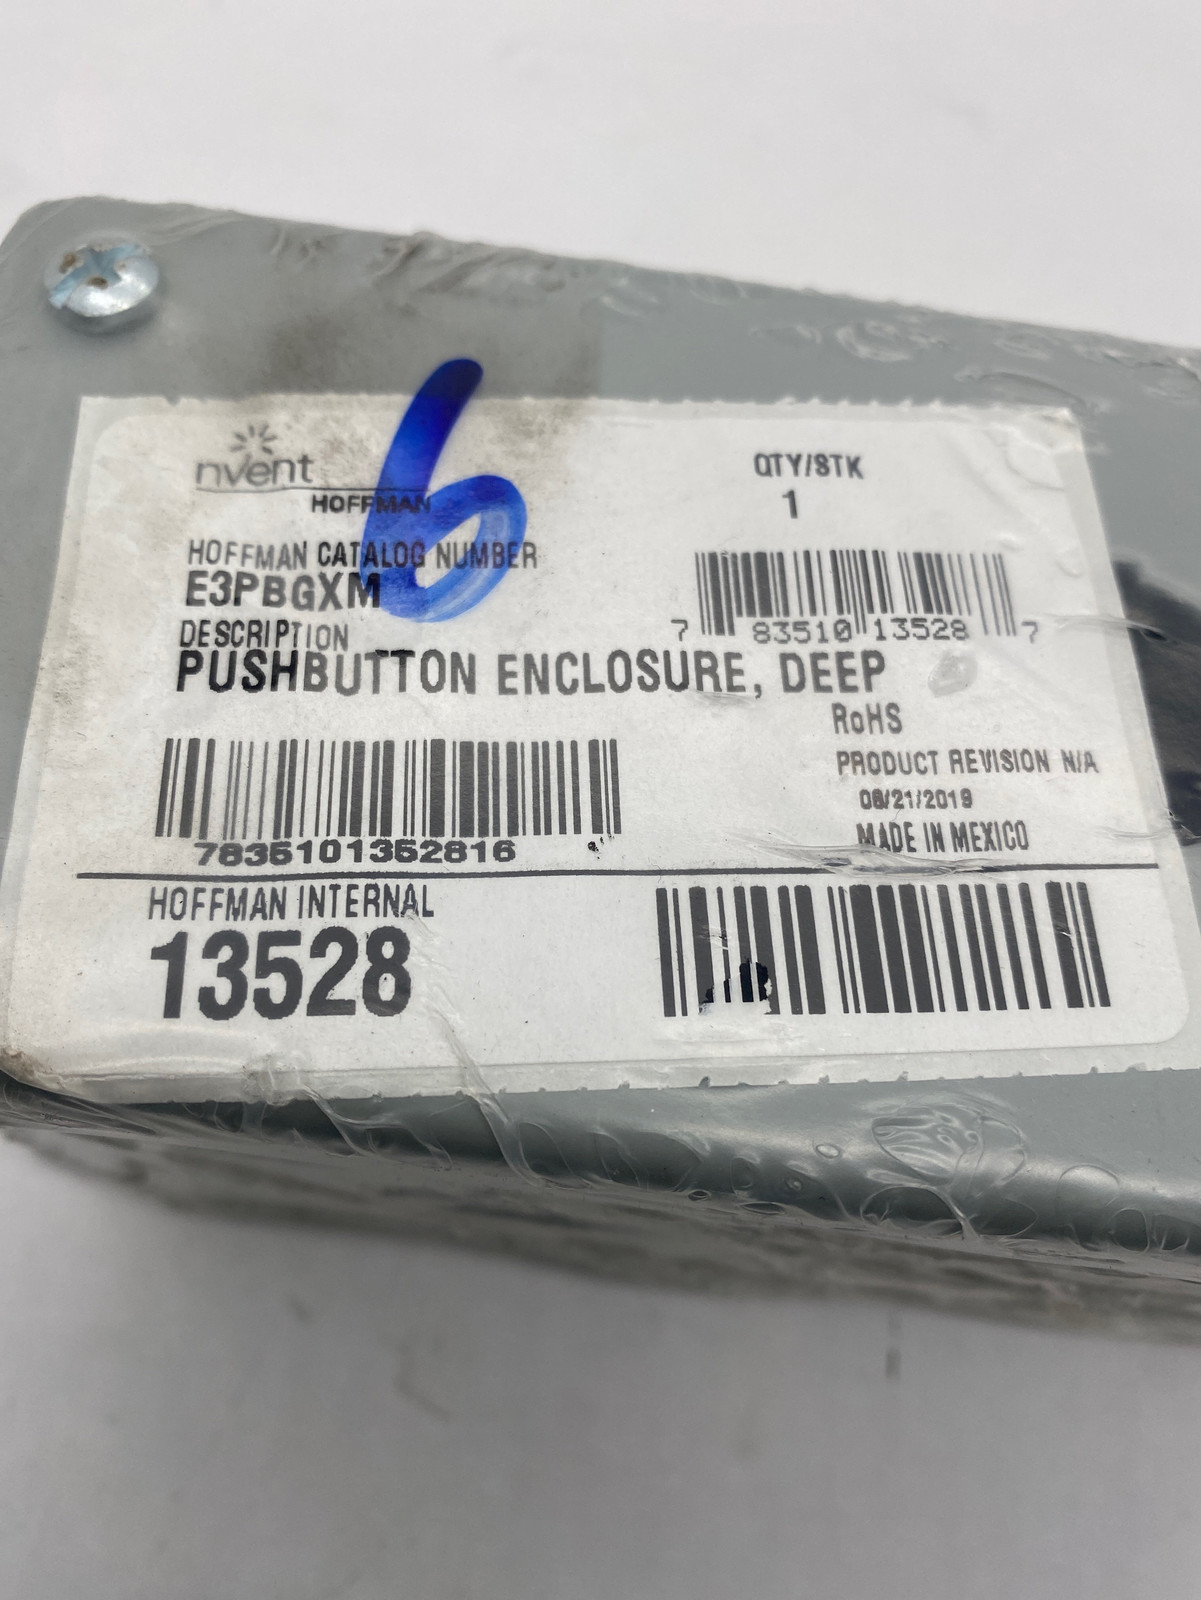 nvent
HOFFMAN
6
QTY/STK
1
HOFFMAN CATALOG NUMBER
E3PBGXM
7 83510 13528 7
DESCRIPTION
PUSHBUTTON ENCLOSURE, DEEP
RoHS
PRODUCT REVISION N/A
08/21/2019
MADE IN MEXICO
7835101352816
HOFFMAN INTERNAL
13528